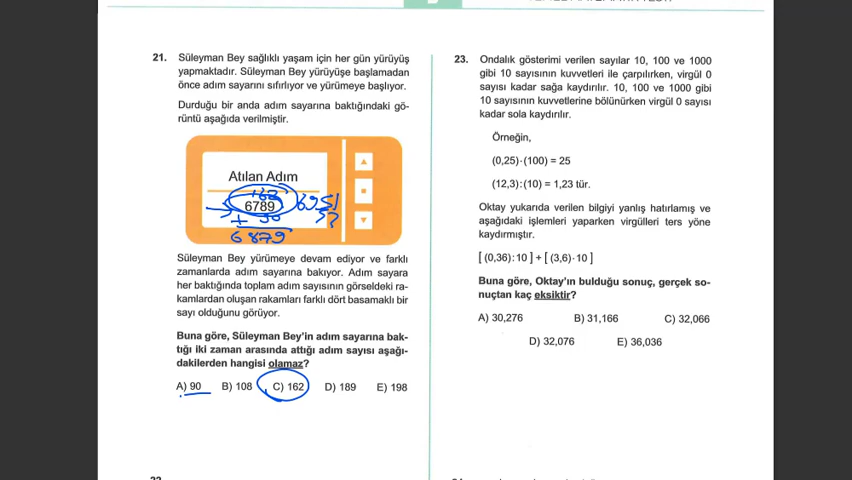 21. Süleyman Bey sağlıklı yaşam için her gün yürüyüş
yapmaktadır. Süleyman Bey yürüyüşe başlamadan
önce adım sayarını sıfırlıyor ve yürümeye başlıyor.
Durduğu bir anda adım sayarına baktığındaki gö-
rüntü aşağıda verilmiştir.
Atılan Adım
6789
6879
Süleyman Bey yürümeye devam ediyor ve farklı
zamanlarda adım sayarına bakıyor. Adım sayara
her baktığında toplam adım sayısının görseldeki ra-
kamlardan oluşan rakamları farklı dört basamaklı bir
sayı olduğunu görüyor.
Buna göre, Süleyman Bey'in adım sayarına bak-
tığı iki zaman arasında attığı adım sayısı aşağı-
dakilerden hangisi olamaz?
A) 90 B) 108 C) 162 D) 189 E) 198
23. Ondalık gösterimi verilen sayılar 10, 100 ve 1000
gibi 10 sayısının kuvvetleri ile çarpılırken, virgül 0
sayısı kadar sağa kaydırılır. 10, 100 ve 1000 gibi
10 sayısının kuvvetlerine bölünürken virgül 0 sayısı
kadar sola kaydırılır.
Örneğin,
(0,25)·(100) = 25
(12,3):(10) = 1,23 tür.
Oktay yukarıda verilen bilgiyi yanlış hatırlamış ve
aşağıdaki işlemleri yaparken virgülleri ters yöne
kaydırmıştır.
[(0,36):10] + [(3,6)·10]
Buna göre, Oktay'ın bulduğu sonuç, gerçek so-
nuçtan kaç eksiktir?
A) 30,276 B) 31,166 C) 32,066
D) 32,076 E) 36,036